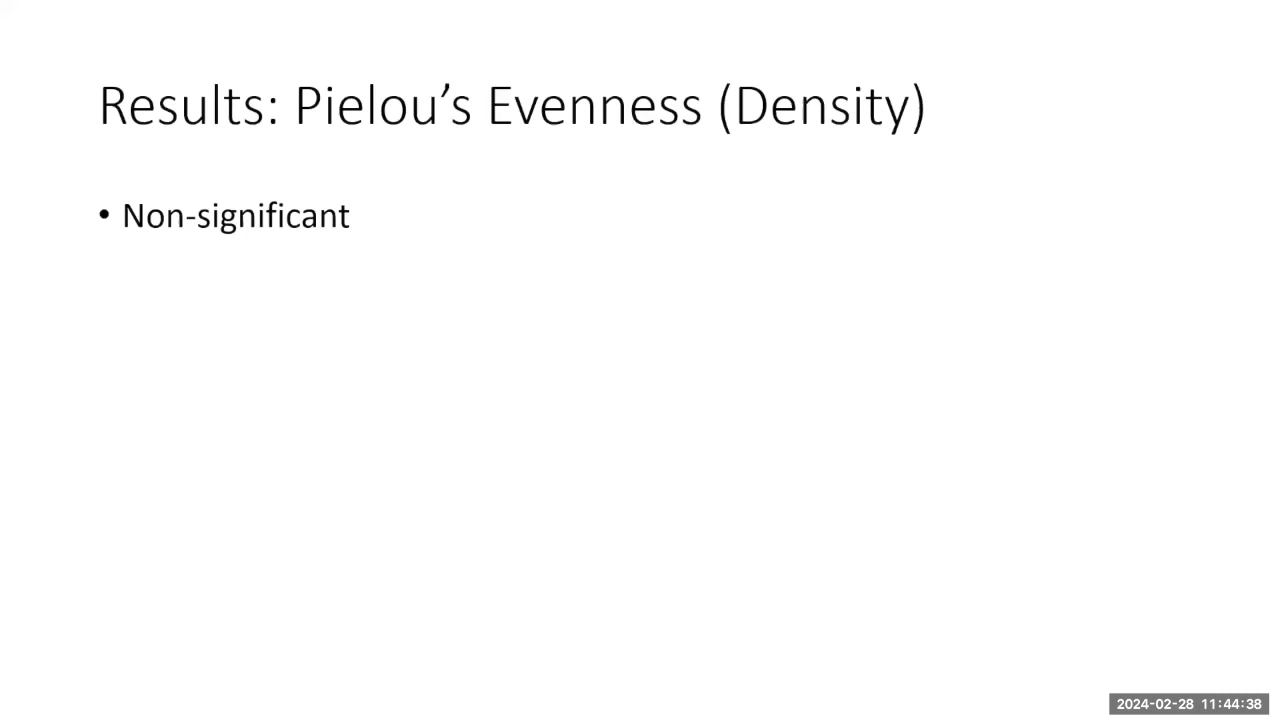 Results: Pielou’s Evenness (Density)
• Non-significant
2024-02-28 11:44:38